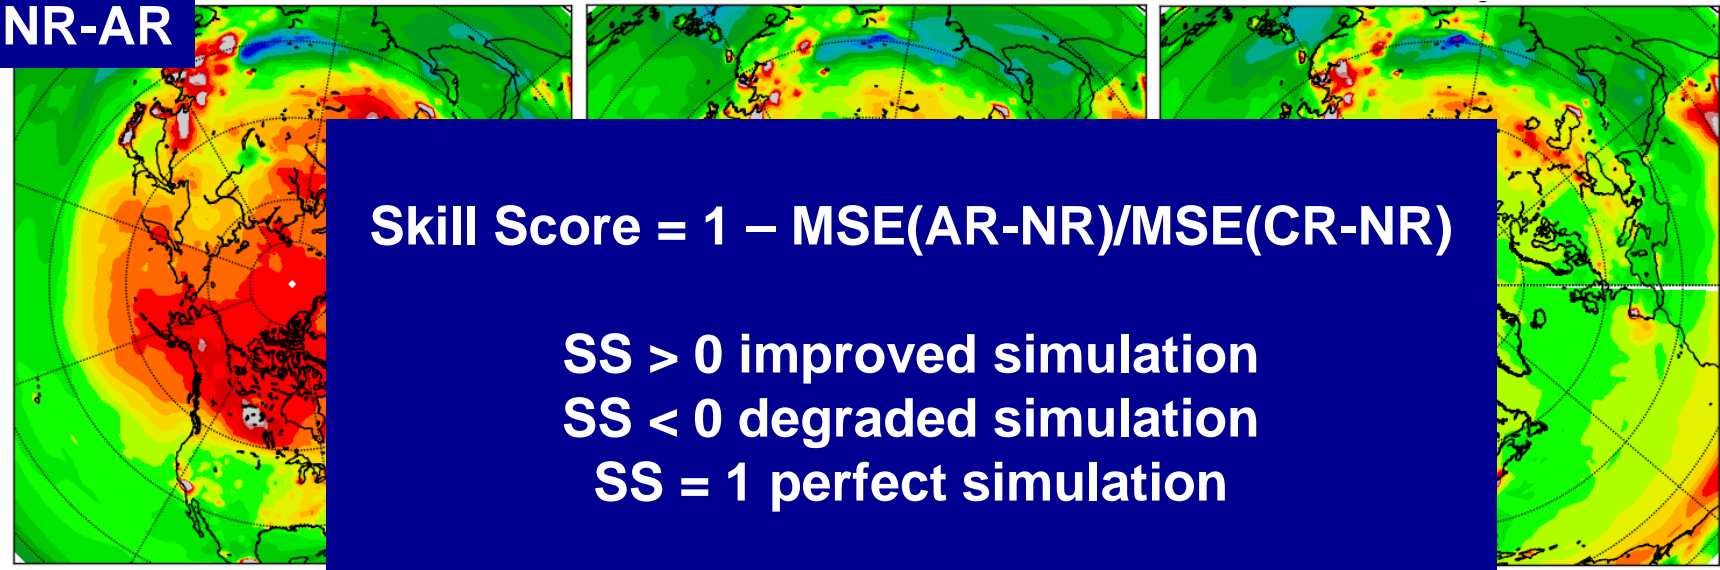 NR-AR
Skill Score = 1 – MSE(AR-NR)/MSE(CR-NR)
SS > 0 improved simulation
SS < 0 degraded simulation
SS = 1 perfect simulation